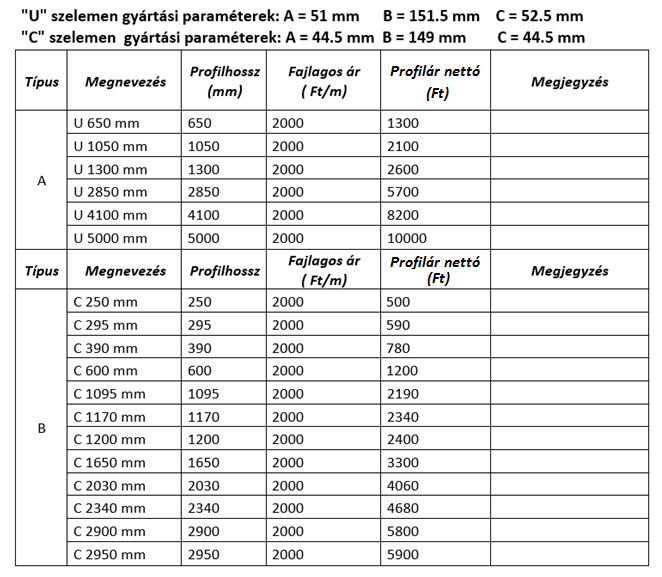 "U" szelemen gyártási paraméterek: A = 51 mm B = 151.5 mm C = 52.5 mm
"C" szelemen gyártási paraméterek: A = 44.5 mm B = 149 mm C = 44.5 mm
Típus Megnevezés Profilhossz (mm) Fajlagos ár ( Ft/m) Profilár nettó (Ft) Megjegyzés
A
U 650 mm 650 2000 1300
U 1050 mm 1050 2000 2100
U 1300 mm 1300 2000 2600
U 2850 mm 2850 2000 5700
U 4100 mm 4100 2000 8200
U 5000 mm 5000 2000 10000
Típus Megnevezés Profilhossz Fajlagos ár ( Ft/m) Profilár nettó (Ft) Megjegyzés
B
C 250 mm 250 2000 500
C 295 mm 295 2000 590
C 390 mm 390 2000 780
C 600 mm 600 2000 1200
C 1095 mm 1095 2000 2190
C 1170 mm 1170 2000 2340
C 1200 mm 1200 2000 2400
C 1650 mm 1650 2000 3300
C 2030 mm 2030 2000 4060
C 2340 mm 2340 2000 4680
C 2900 mm 2900 2000 5800
C 2950 mm 2950 2000 5900